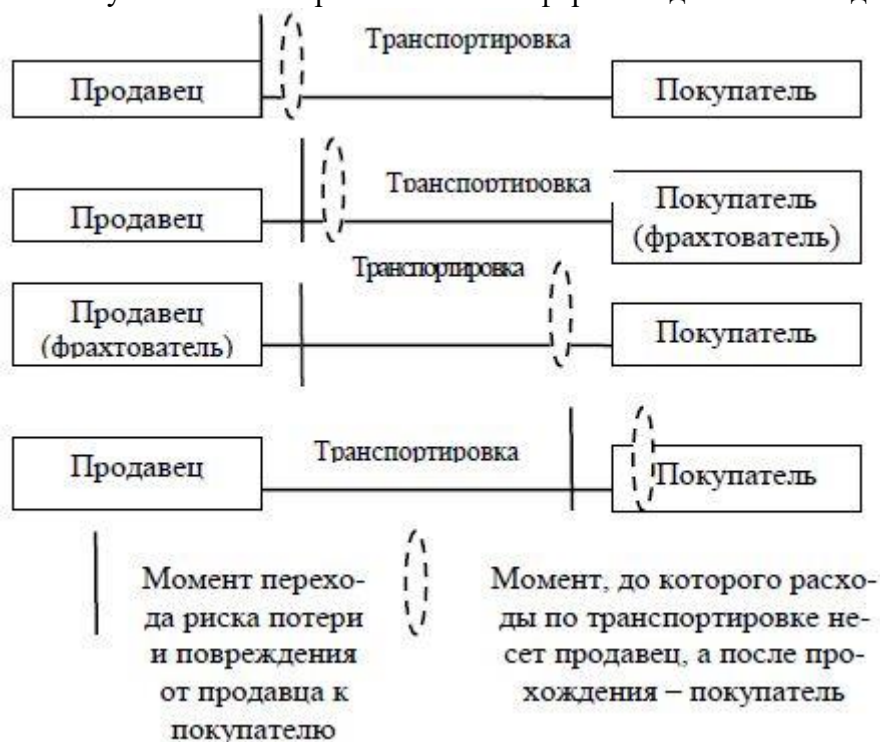 Транспортировка
Продавец
Покупатель
Транспортировка
Продавец
Покупатель
(фрахтователь)
Транспортировка
Продавец
(фрахтователь)
Покупатель
Продавец
Транспортировка
Покупатель
Момент перехо-
да риска потери
и повреждения
от продавца к
покупателю
Момент, до которого расхо-
ды по транспортировке не-
сет продавец, а после про-
хождения – покупатель